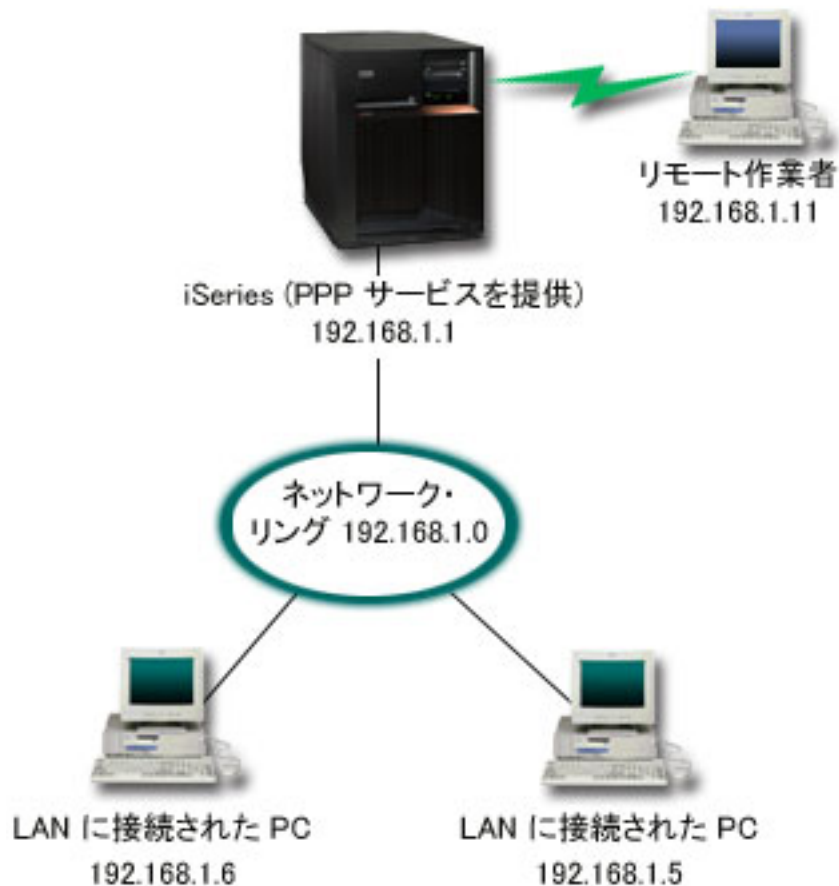 リモート作業者
192.168.1.11
iSeries (PPP サービスを提供)
192.168.1.1
ネットワーク・
リング 192.168.1.0
LAN に接続された PC
192.168.1.6
LAN に接続された PC
192.168.1.5